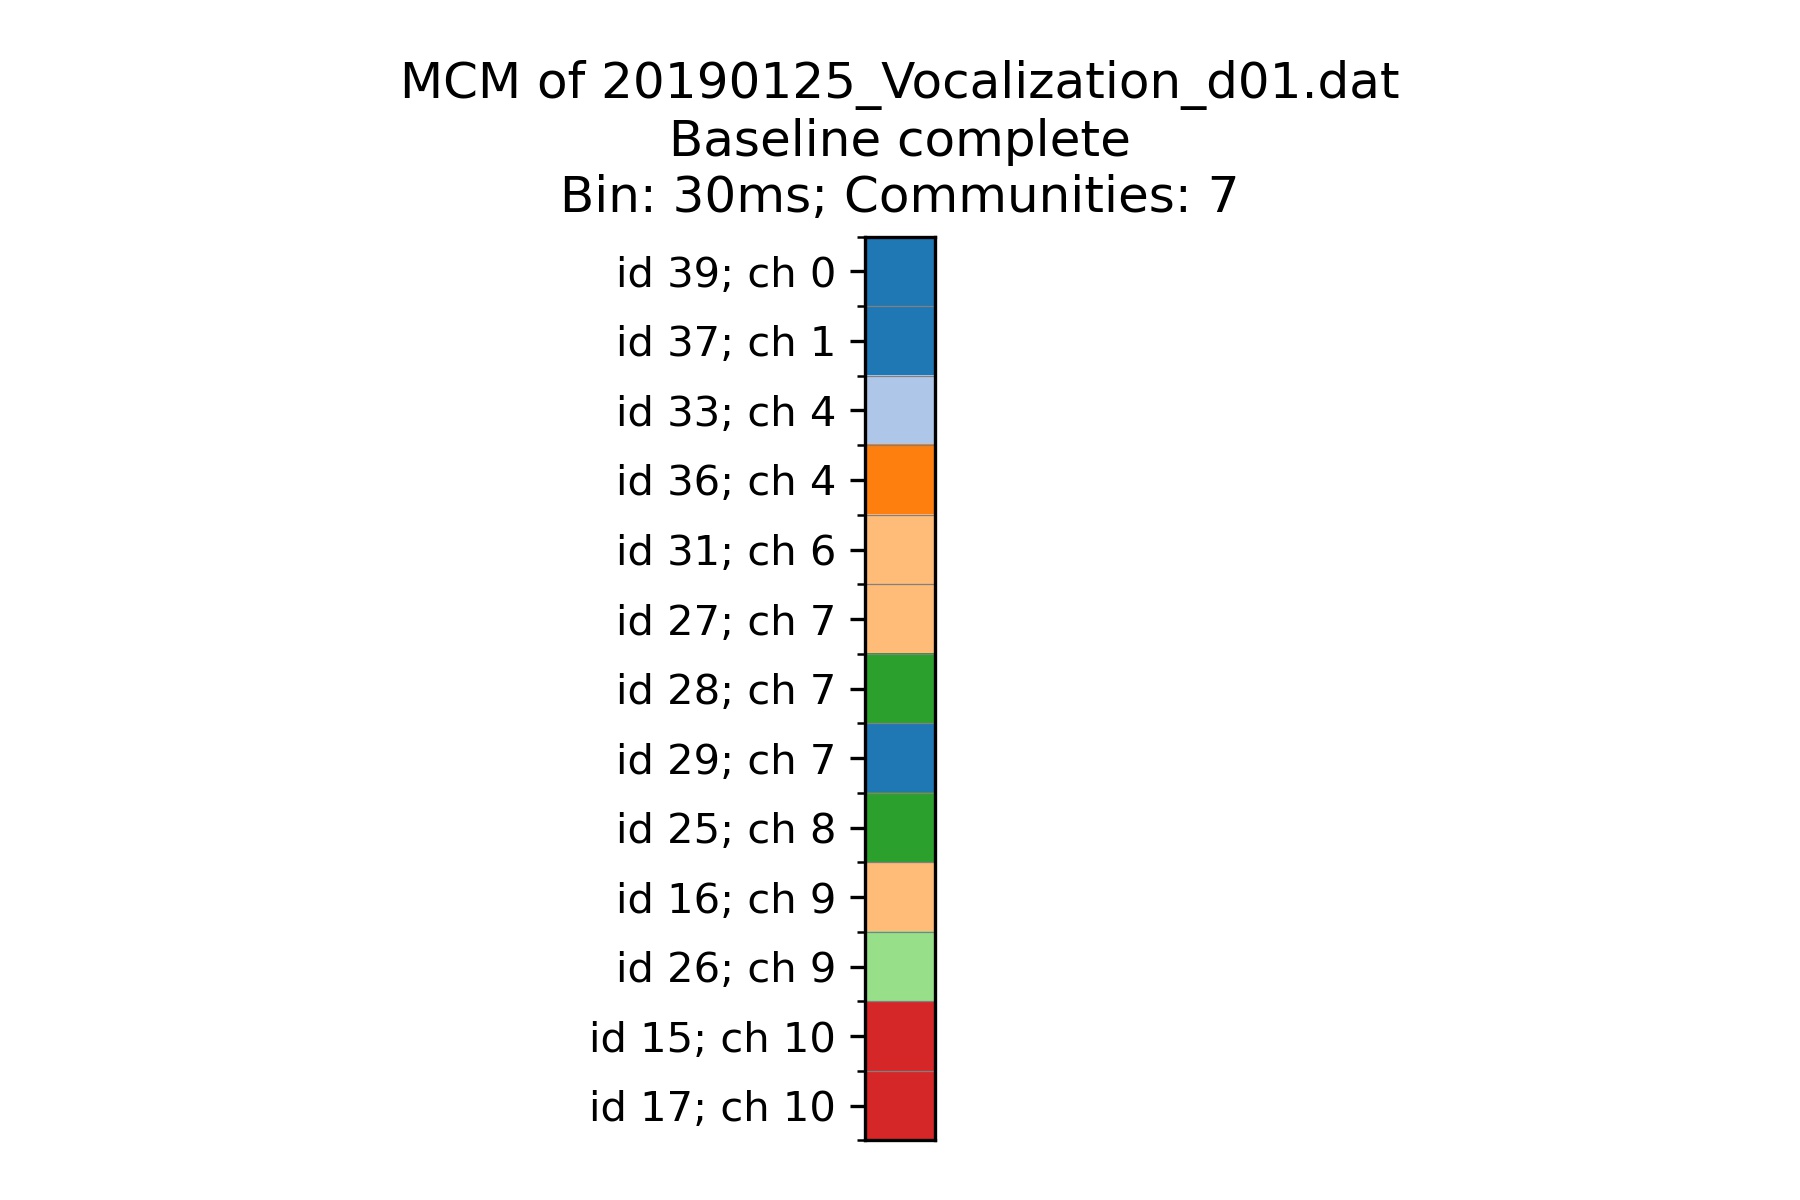 MCM of 20190125_Vocalization_d01.dat
Baseline complete
Bin: 30ms; Communities: 7
id 39; ch 0
id 37; ch 1
id 33; ch 4
id 36; ch 4
id 31; ch 6
id 27; ch 7
id 28; ch 7
id 29; ch 7
id 25; ch 8
id 16; ch 9
id 26; ch 9
id 15; ch 10
id 17; ch 10